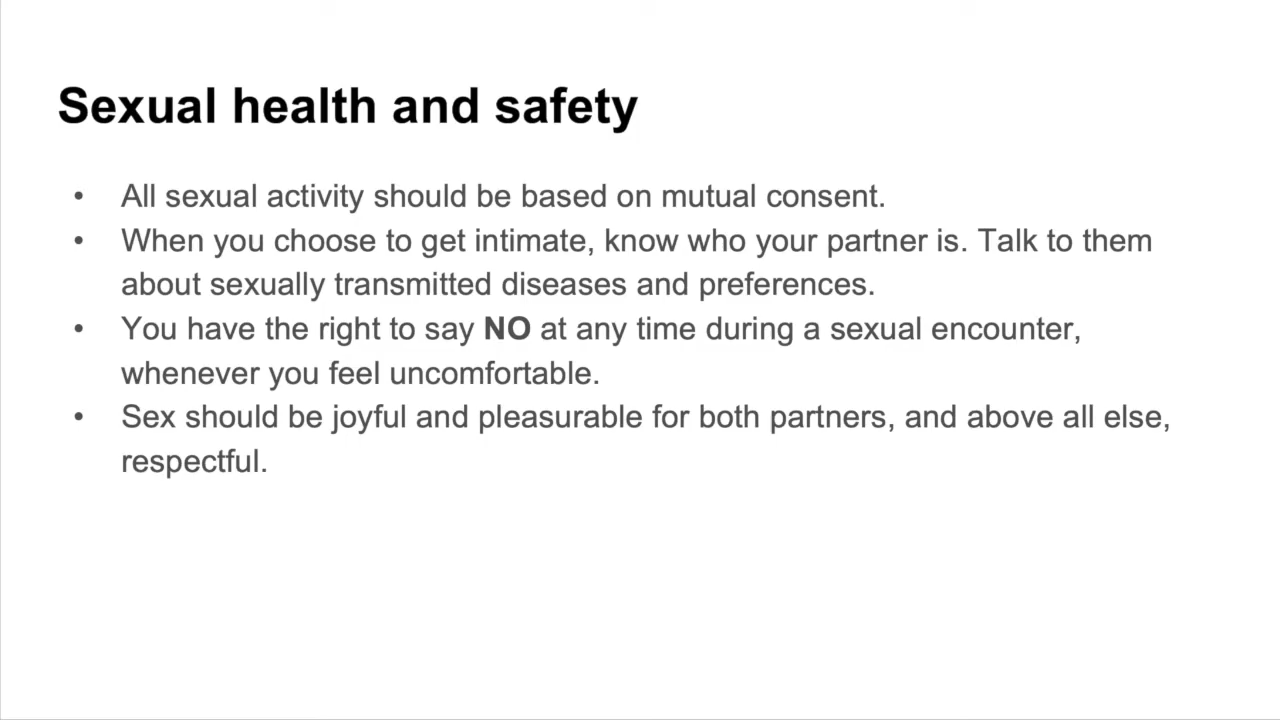 Sexual health and safety
• All sexual activity should be based on mutual consent.
• When you choose to get intimate, know who your partner is. Talk to them
about sexually transmitted diseases and preferences.
• You have the right to say NO at any time during a sexual encounter,
whenever you feel uncomfortable.
• Sex should be joyful and pleasurable for both partners, and above all else,
respectful.